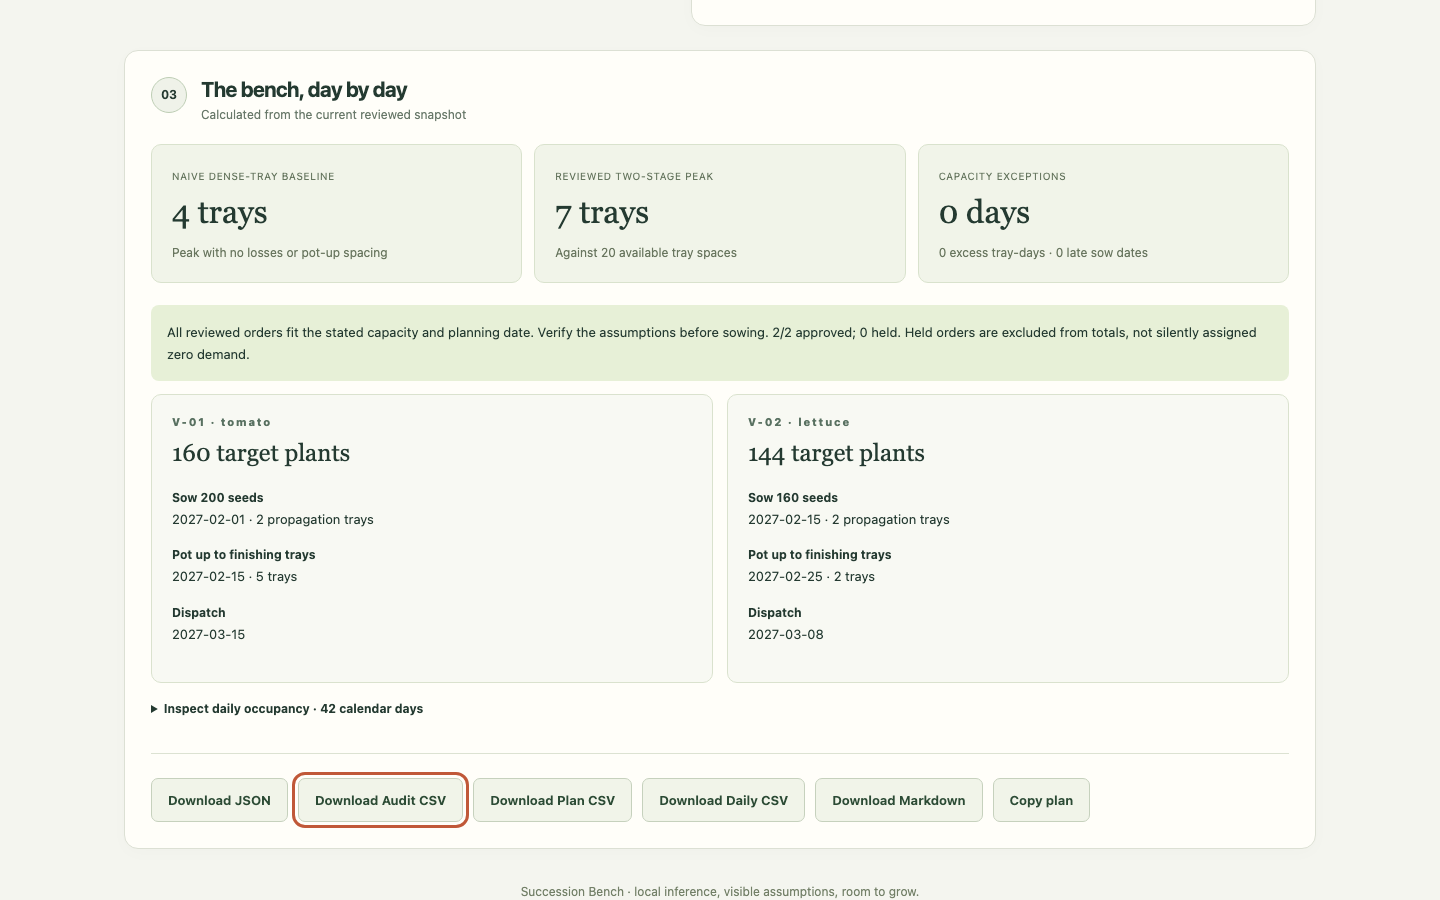 03
The bench, day by day
Calculated from the current reviewed snapshot
NAIVE DENSE-TRAY BASELINE
4 trays
Peak with no losses or pot-up spacing
REVIEWED TWO-STAGE PEAK
7 trays
Against 20 available tray spaces
CAPACITY EXCEPTIONS
0 days
0 excess tray-days · 0 late sow dates
All reviewed orders fit the stated capacity and planning date. Verify the assumptions before sowing. 2/2 approved; 0 held. Held orders are excluded from totals, not silently assigned
zero demand.
V-01 · tomato
160 target plants
Sow 200 seeds
2027-02-01 · 2 propagation trays
Pot up to finishing trays
2027-02-15 · 5 trays
Dispatch
2027-03-15
V-02 · lettuce
144 target plants
Sow 160 seeds
2027-02-15 · 2 propagation trays
Pot up to finishing trays
2027-02-25 · 2 trays
Dispatch
2027-03-08
Inspect daily occupancy · 42 calendar days
Download JSON
Download Audit CSV
Download Plan CSV
Download Daily CSV
Download Markdown
Copy plan
Succession Bench · local inference, visible assumptions, room to grow.